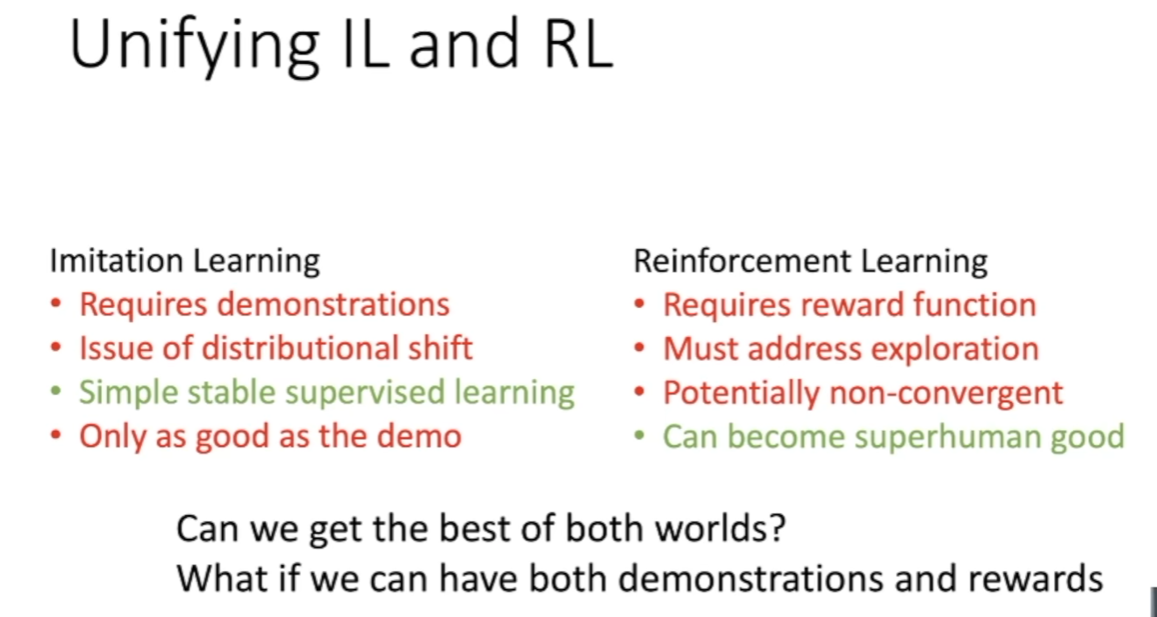 Unifying IL and RL
Imitation Learning
• Requires demonstrations
• Issue of distributional shift
• Simple stable supervised learning
• Only as good as the demo
Reinforcement Learning
• Requires reward function
• Must address exploration
• Potentially non-convergent
• Can become superhuman good
Can we get the best of both worlds?
What if we can have both demonstrations and rewards